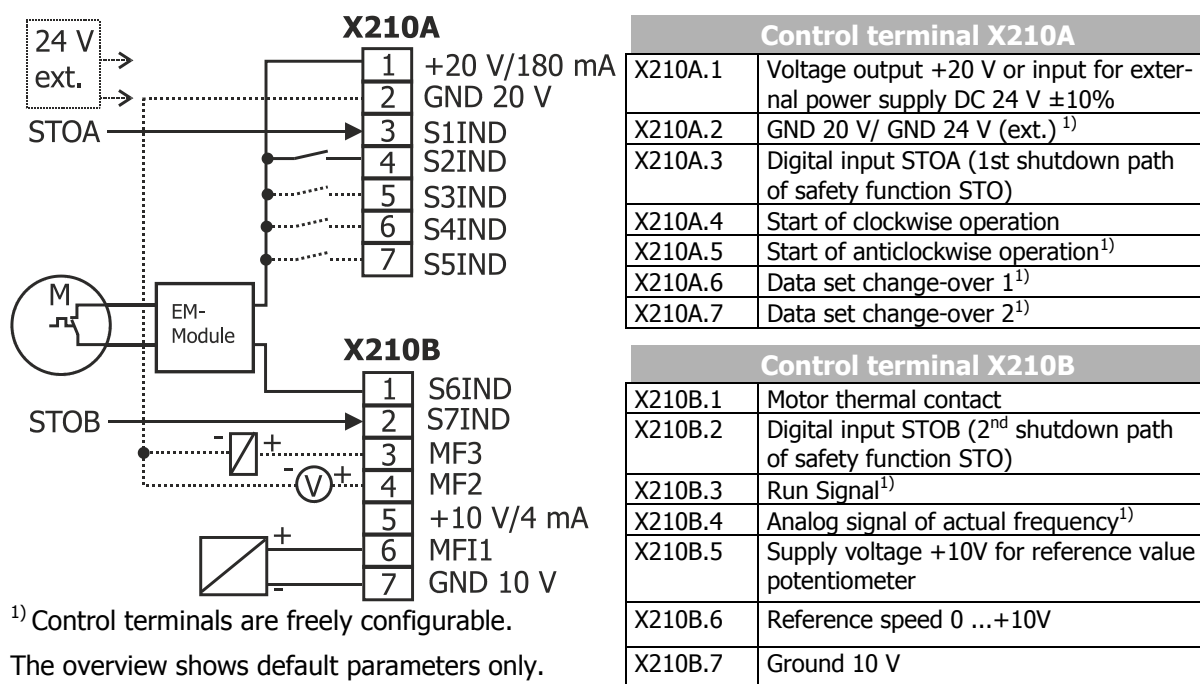 24 V
ext.
STOA
X210A
1 +20 V/180 mA
2 GND 20 V
3 S1IND
4 S2IND
5 S3IND
6 S4IND
7 S5IND
M
EM-
Module
X210B
STOB
1 S6IND
2 S7IND
3 MF3
4 MF2
5 +10 V/4 mA
6 MFI1
7 GND 10 V
- +
- V +
+
-
1) Control terminals are freely configurable.
The overview shows default parameters only.
Control terminal X210A
X210A.1 Voltage output +20 V or input for exter-
nal power supply DC 24 V ±10%
X210A.2 GND 20 V/ GND 24 V (ext.) 1)
X210A.3 Digital input STOA (1st shutdown path
of safety function STO)
X210A.4 Start of clockwise operation
X210A.5 Start of anticlockwise operation1)
X210A.6 Data set change-over 11)
X210A.7 Data set change-over 21)
Control terminal X210B
X210B.1 Motor thermal contact
X210B.2 Digital input STOB (2nd shutdown path
of safety function STO)
X210B.3 Run Signal1)
X210B.4 Analog signal of actual frequency1)
X210B.5 Supply voltage +10V for reference value
potentiometer
X210B.6 Reference speed 0 ...+10V
X210B.7 Ground 10 V